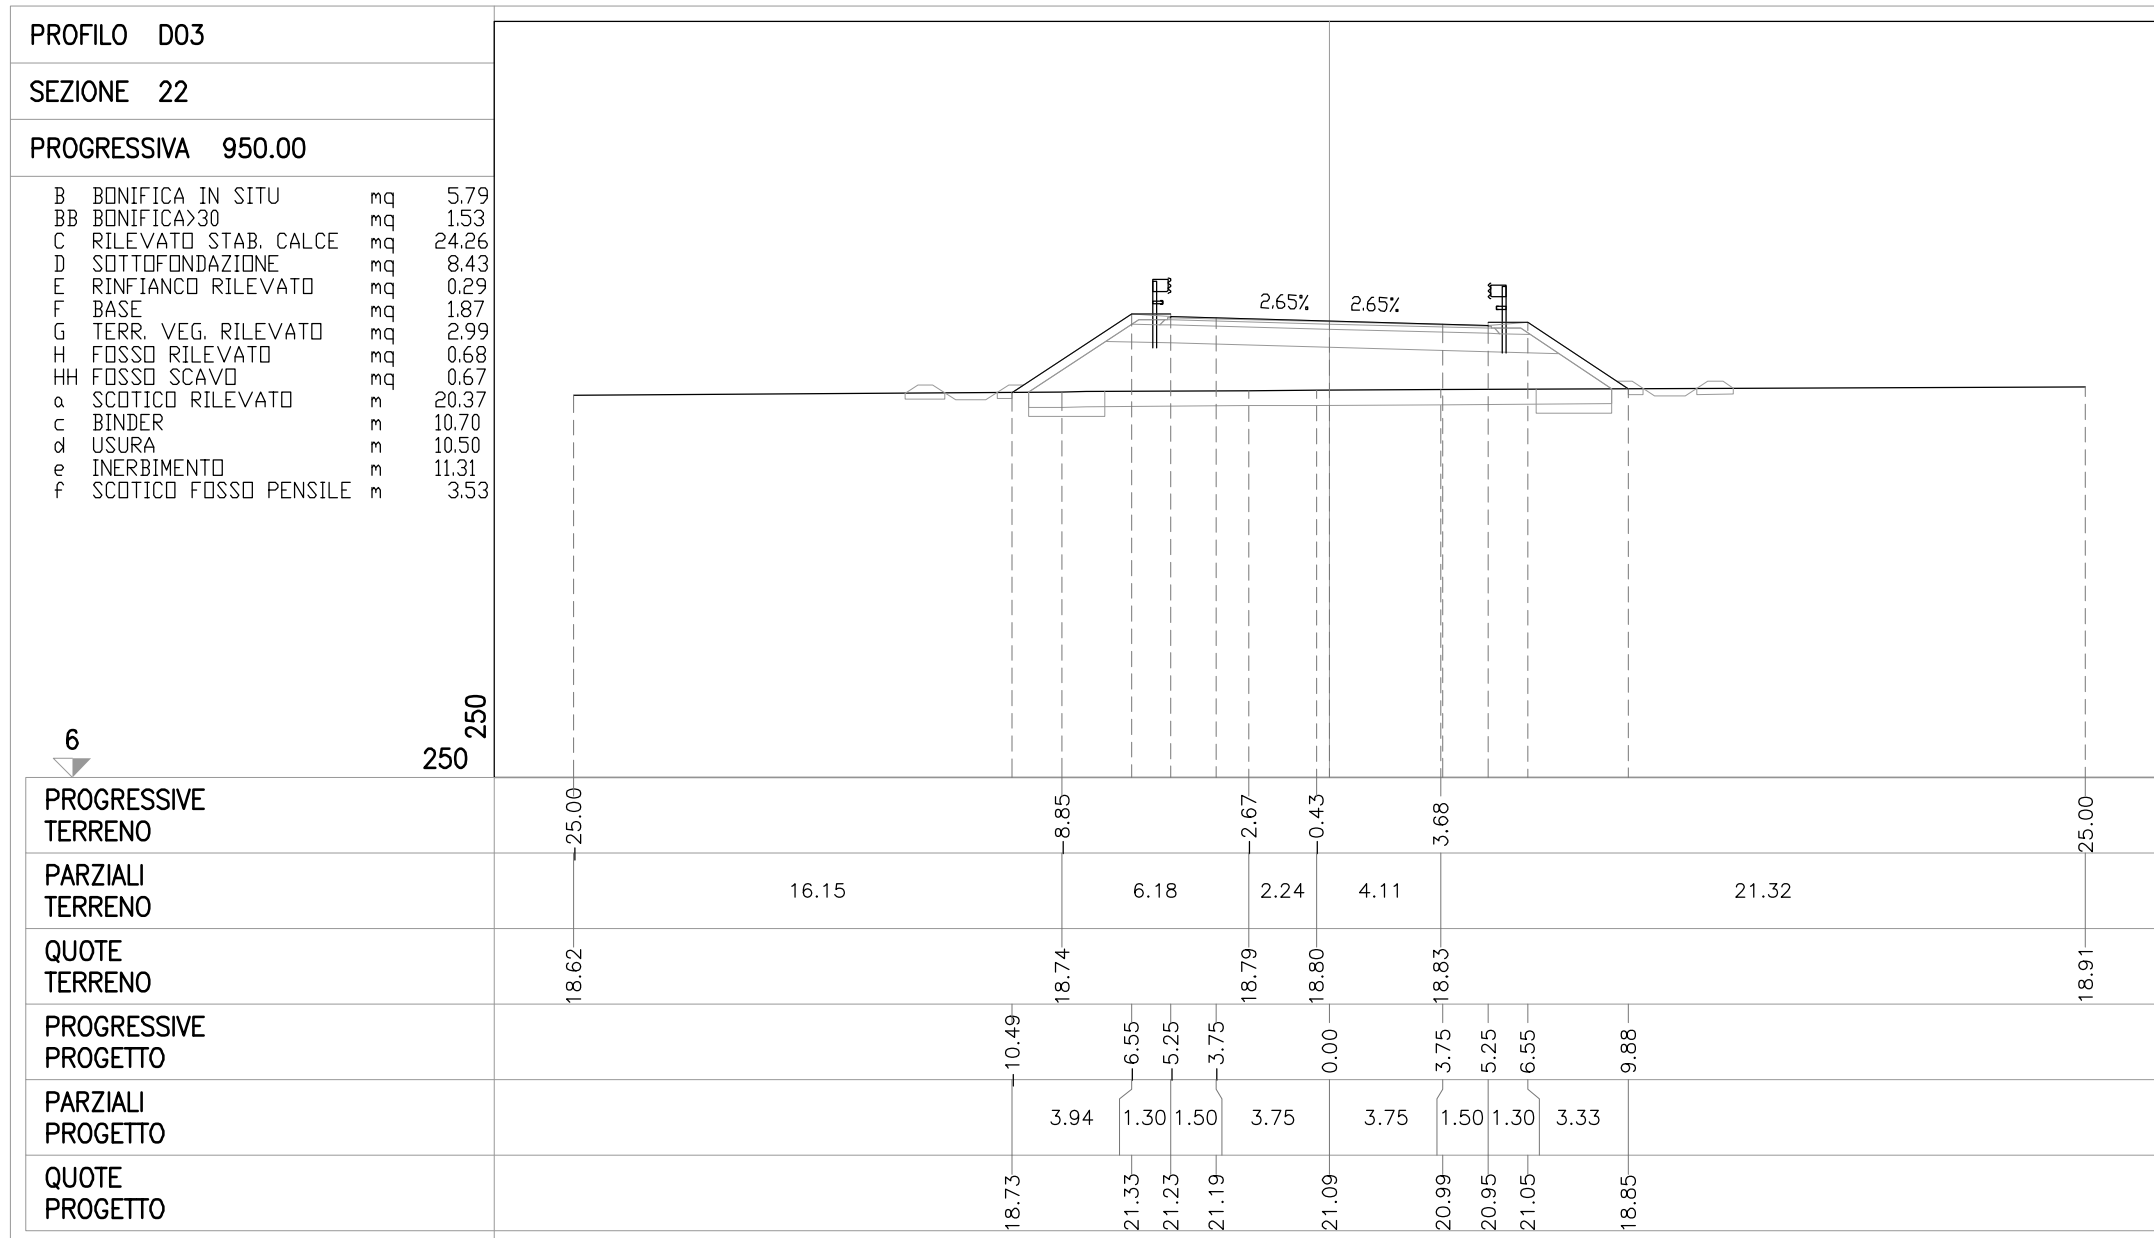 PROFILO D03
SEZIONE 22
PROGRESSIVA 950.00
B BONIFICA IN SITU mq 5.79
BB BONIFICA>30 mq 1.53
C RILEVATO STAB. CALCE mq 24.26
D SOTTOFONDAZIONE mq 8.43
E RINFIANCO RILEVATO mq 0.29
F BASE mq 1.87
G TERR. VEG. RILEVATO mq 2.99
H FOSSO RILEVATO mq 0.68
HH FOSSO SCAVO mq 0.67
a SCOTICO RILEVATO m 20.37
c BINDER m 10.70
d USURA m 10.50
e INERBIMENTO m 11.31
f SCOTICO FOSSO PENSILE m 3.53
2.65% 2.65%
250
6
250
PROGRESSIVE TERRENO -25.00 -8.85 -2.67 -0.43 3.68 25.00
PARZIALI TERRENO 16.15 6.18 2.24 4.11 21.32
QUOTE TERRENO 18.62 18.74 18.79 18.80 18.83 18.91
PROGRESSIVE PROGETTO -10.49 -6.55 -5.25 -3.75 0.00 3.75 5.25 6.55 9.88
PARZIALI PROGETTO 3.94 1.30 1.50 3.75 3.75 1.50 1.30 3.33
QUOTE PROGETTO 18.73 21.33 21.23 21.19 21.09 20.99 20.95 21.05 18.85